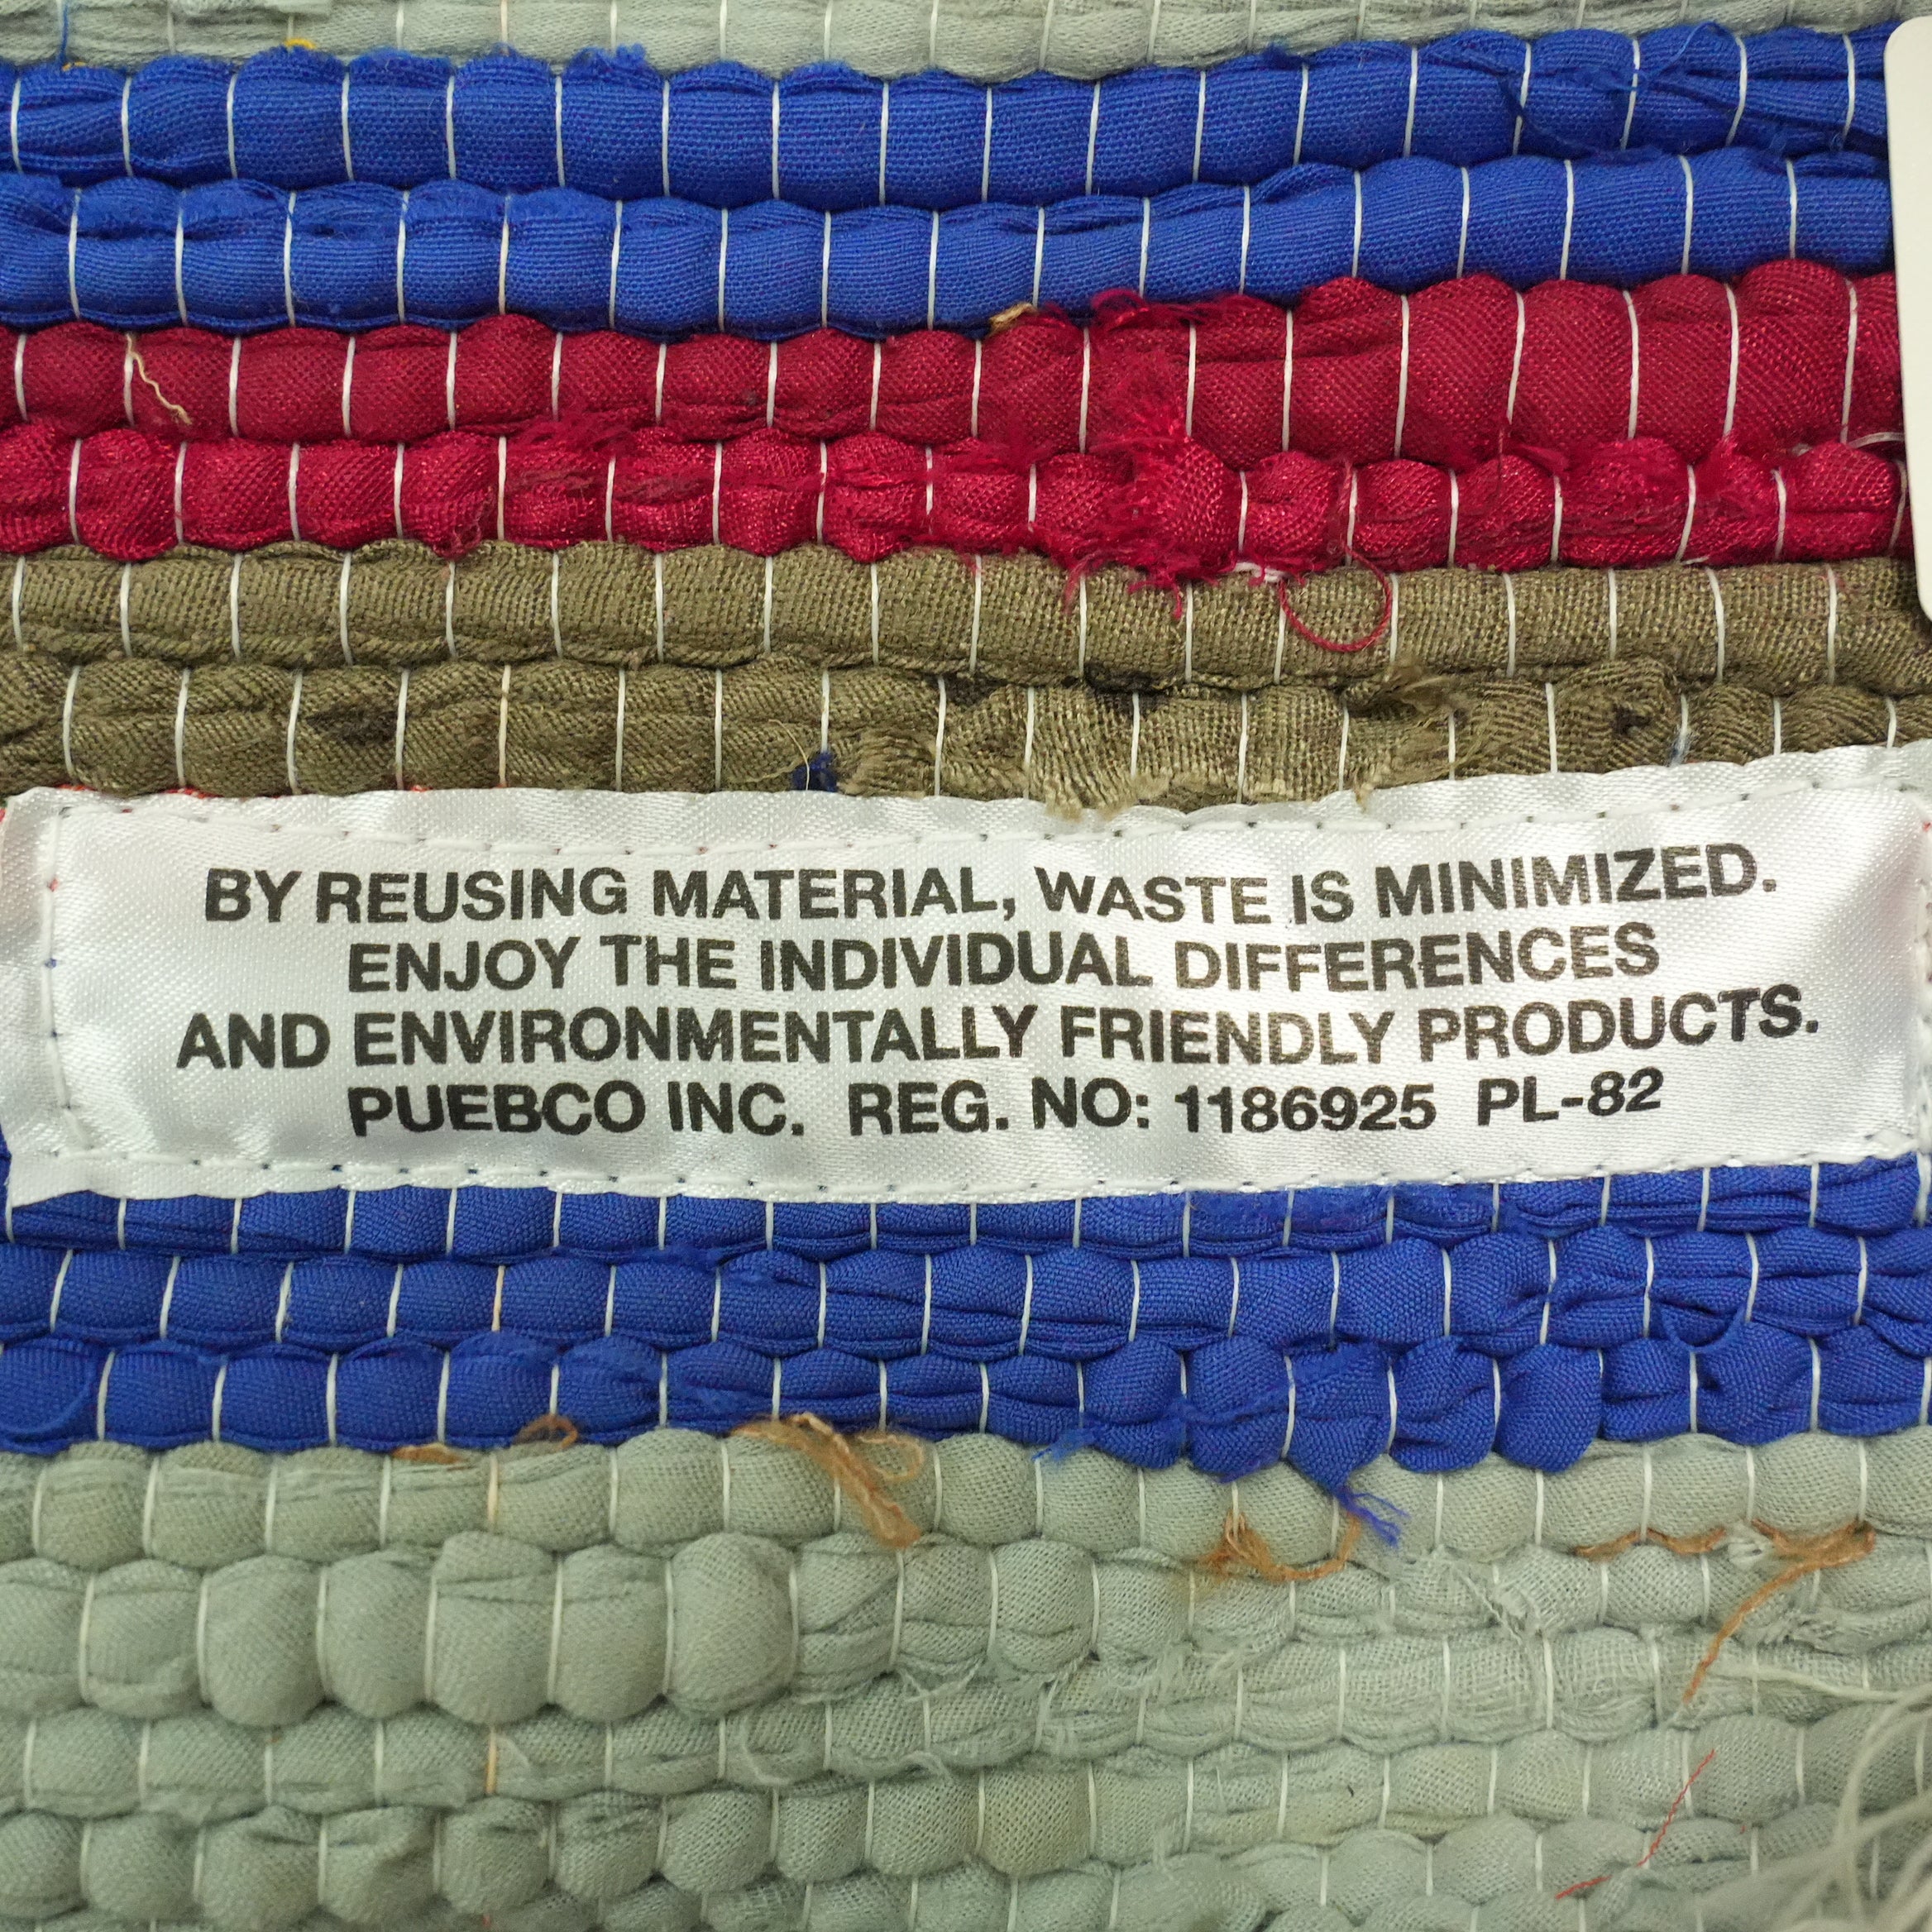 BY REUSING MATERIAL, WASTE IS MINIMIZED.
ENJOY THE INDIVIDUAL DIFFERENCES
AND ENVIRONMENTALLY FRIENDLY PRODUCTS.
PUEBCO INC. REG. NO: 1186925 PL-82